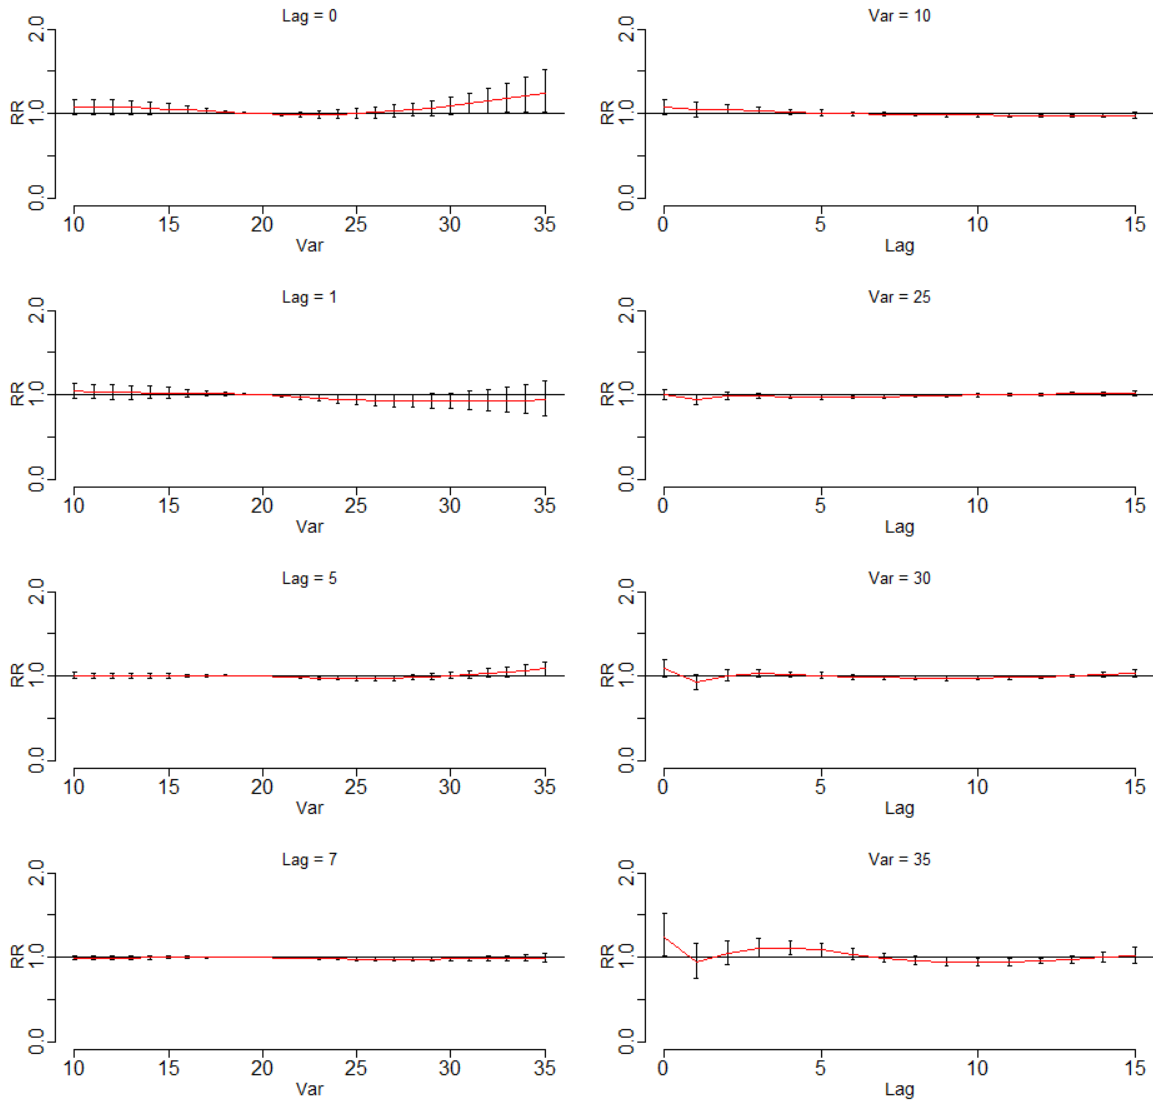 Lag = 0
RR
0.0 1.0 2.0
10 15 20 25 30 35
Var
Var = 10
RR
0.0 1.0 2.0
0 5 10 15
Lag
Lag = 1
RR
0.0 1.0 2.0
10 15 20 25 30 35
Var
Var = 25
RR
0.0 1.0 2.0
0 5 10 15
Lag
Lag = 5
RR
0.0 1.0 2.0
10 15 20 25 30 35
Var
Var = 30
RR
0.0 1.0 2.0
0 5 10 15
Lag
Lag = 7
RR
0.0 1.0 2.0
10 15 20 25 30 35
Var
Var = 35
RR
0.0 1.0 2.0
0 5 10 15
Lag